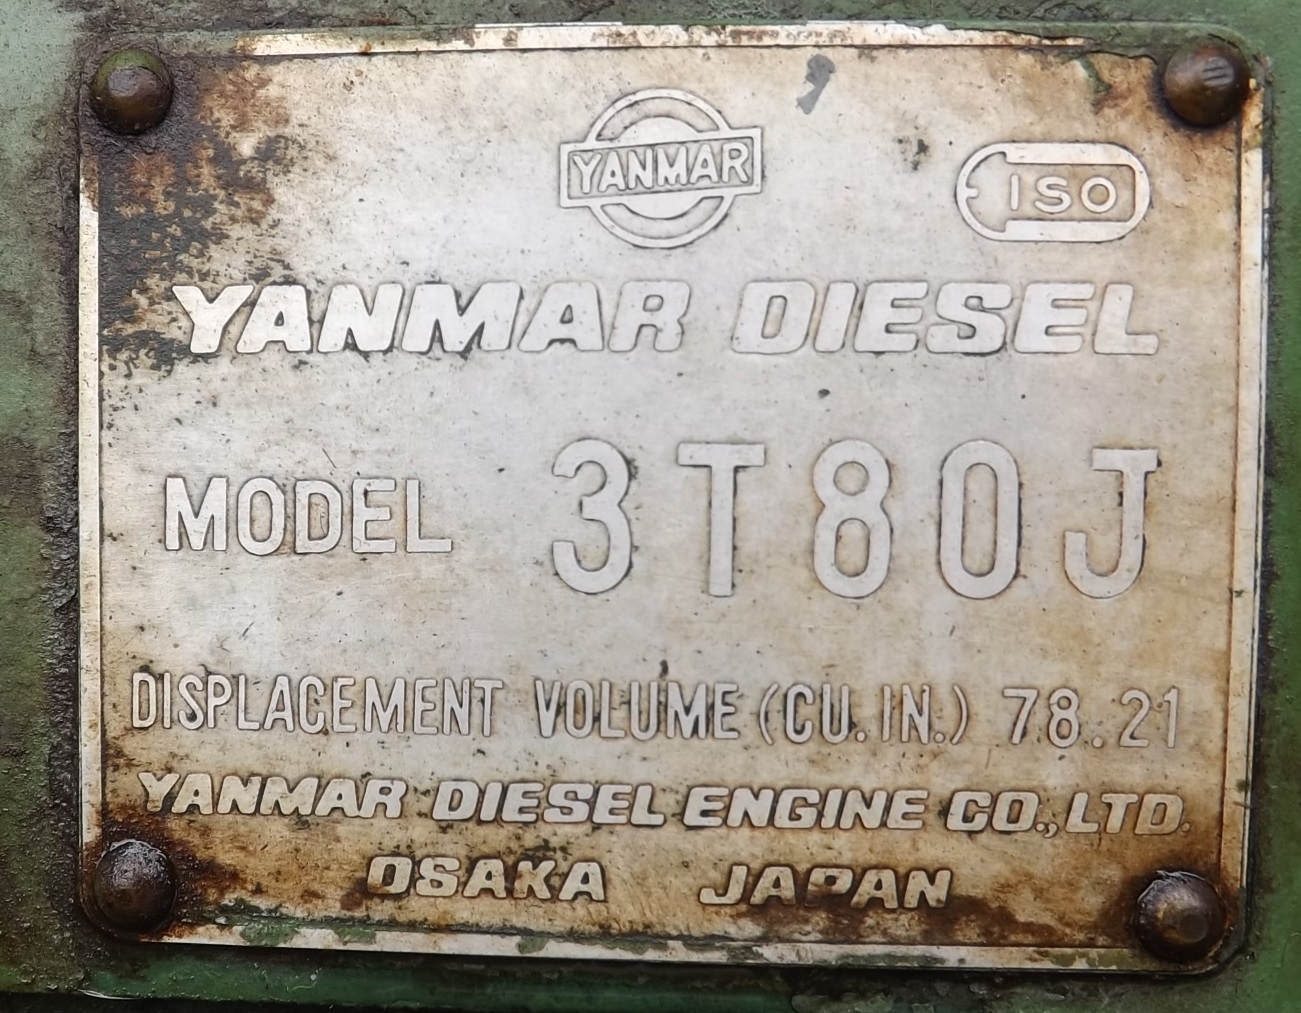 YANMAR
ISO
YANMAR DIESEL
MODEL 3T80J
DISPLACEMENT VOLUME (CU.IN.) 78.21
YANMAR DIESEL ENGINE CO.,LTD.
OSAKA JAPAN